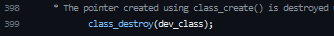 398 * The pointer created using class_create() is destroyed
399 class_destroy(dev_class);